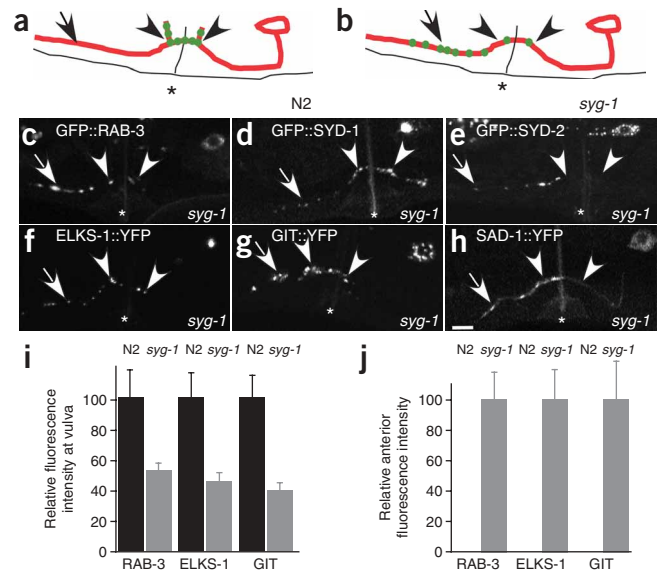 a
b
*
*
N2
syg-1
c GFP::RAB-3
d GFP::SYD-1
e GFP::SYD-2
*
*
*
syg-1
syg-1
syg-1
f ELKS-1::YFP
g GIT::YFP
h SAD-1::YFP
*
*
*
syg-1
syg-1
syg-1
i
N2 syg-1 N2 syg-1 N2 syg-1
Relative fluorescence
intensity at vulva
100
80
60
40
20
0
RAB-3 ELKS-1 GIT
j
N2 syg-1 N2 syg-1 N2 syg-1
Relative anterior
fluorescence intensity
100
80
60
40
20
0
RAB-3 ELKS-1 GIT